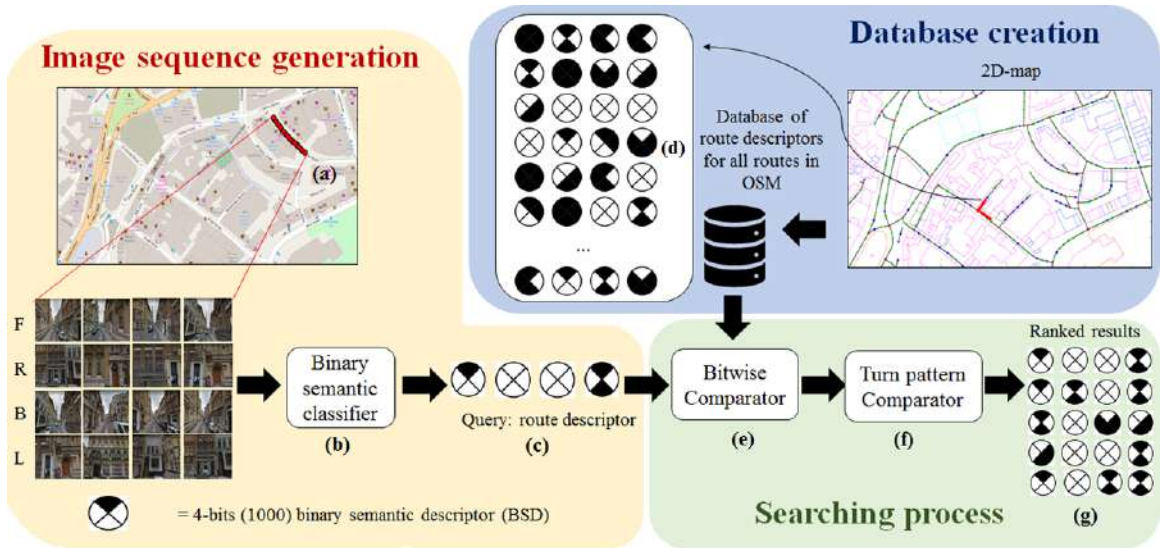 Image sequence generation
(a)
F
R
B
L
Binary
semantic
classifier
(b)
Query: route descriptor
(c)
= 4-bits (1000) binary semantic descriptor (BSD)
Database creation
2D-map
Database of
route descriptors
for all routes in
OSM
(d)
...
Bitwise
Comparator
(e)
Turn pattern
Comparator
(f)
Ranked results
(g)
Searching process